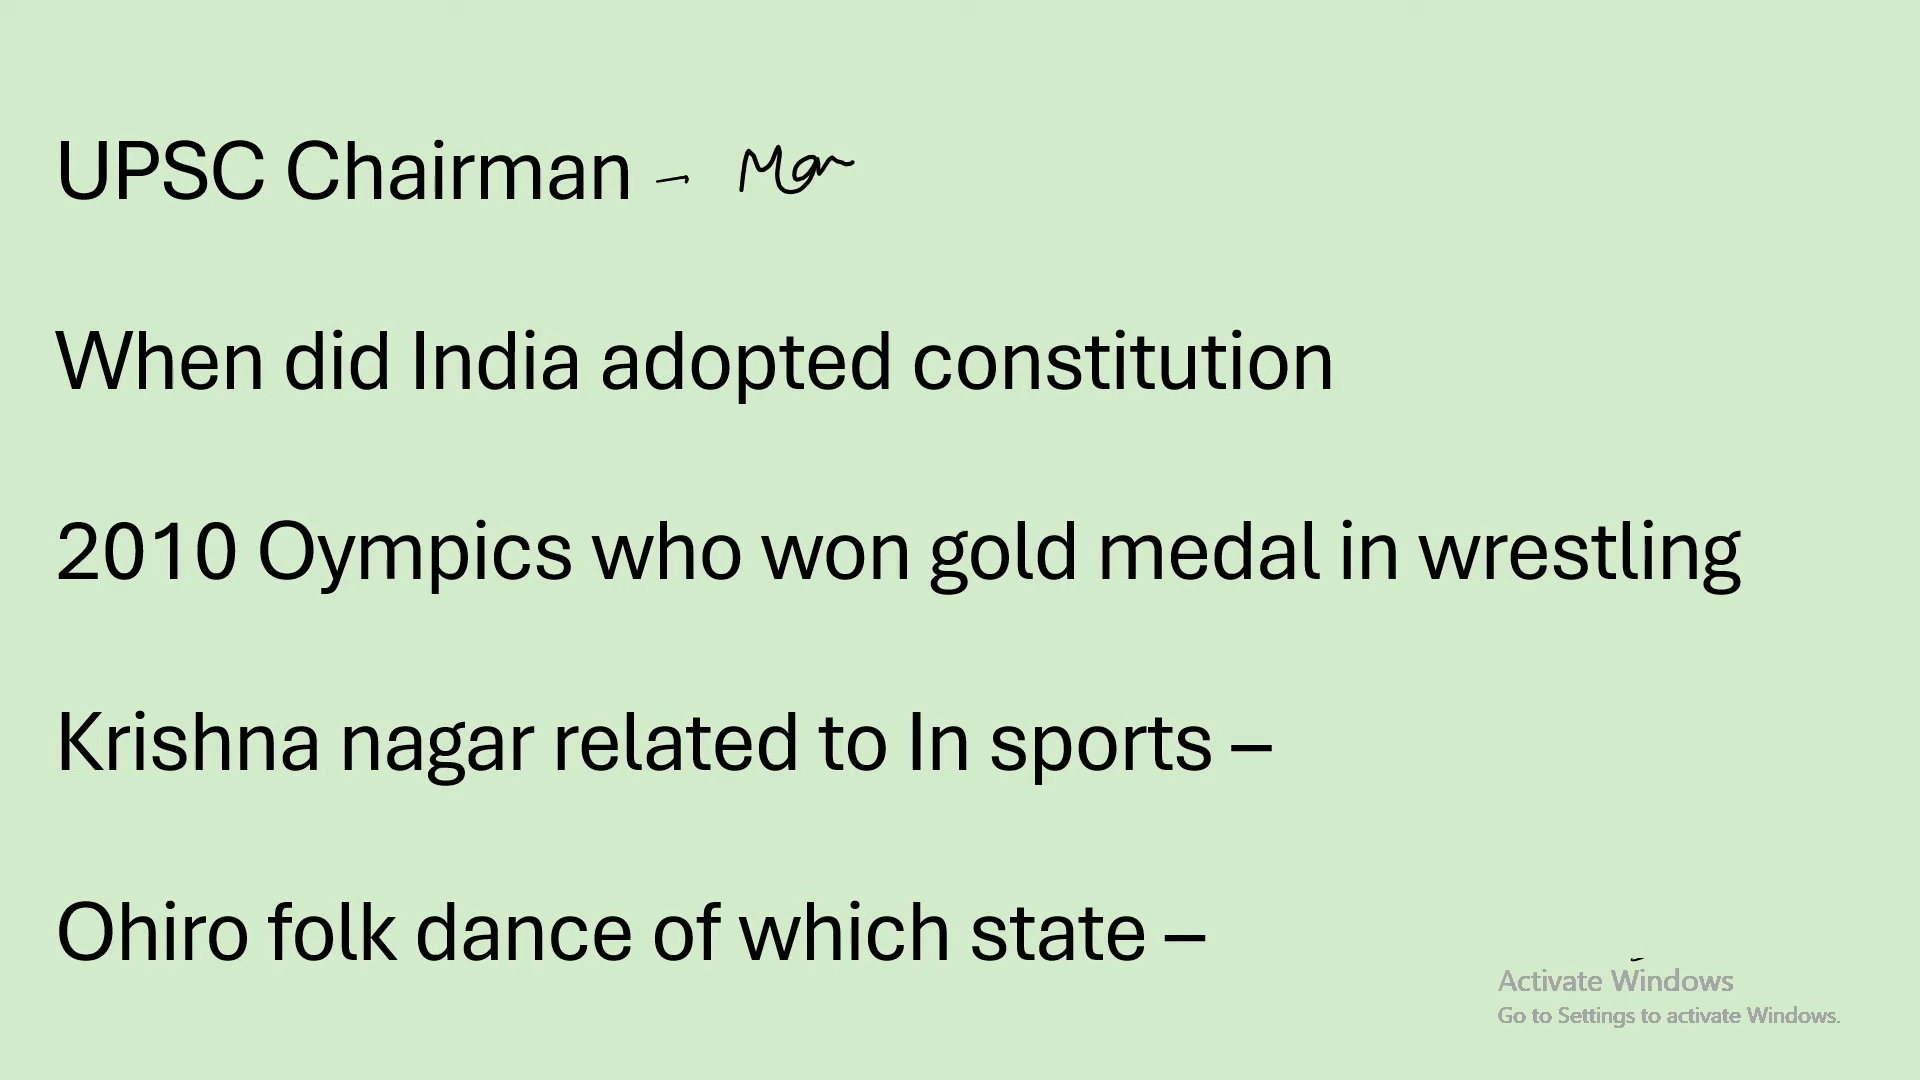 UPSC Chairman - Man
When did India adopted constitution
2010 Oympics who won gold medal in wrestling
Krishna nagar related to In sports –
Ohiro folk dance of which state –
Activate Windows
Go to Settings to activate Windows.